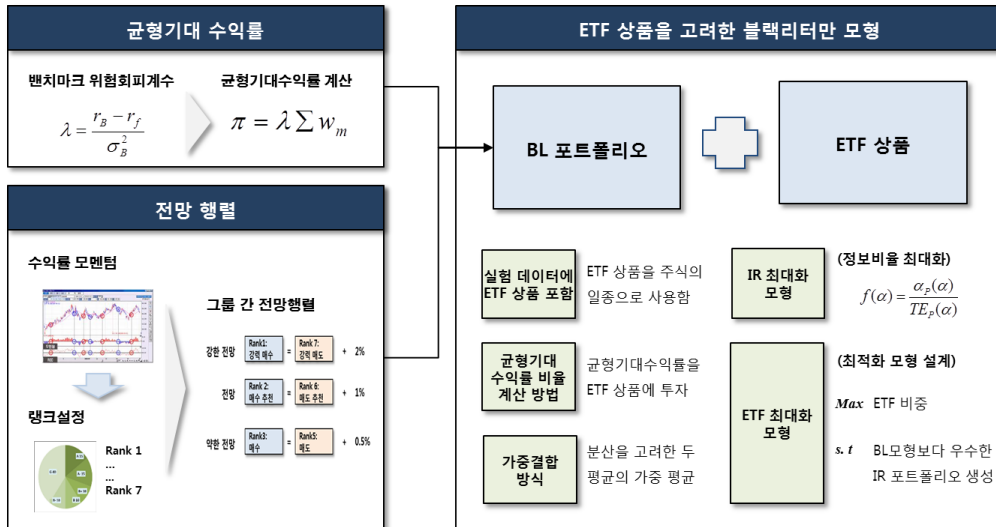 균형기대 수익률
밴치마크 위험회피계수
균형기대수익률 계산
λ = (r_B − r_f) / σ_B^2
π = λ∑w_m
전망 행렬
수익률 모멘텀
그룹 간 전망행렬
강한 전망 Rank1: 강력 매수 = Rank 7: 강력 매도 + 2%
전망 Rank 2: 매수 추천 = Rank 6: 매도 추천 + 1%
약한 전망 Rank3: 매수 = Rank5: 매도 + 0.5%
랭크설정
Rank 1
...
...
Rank 7
ETF 상품을 고려한 블랙리터만 모형
BL 포트폴리오
ETF 상품
실험 데이터에
ETF 상품 포함
ETF 상품을 주식의
일종으로 사용함
균형기대
수익률 비율
계산 방법
균형기대수익률을
ETF 상품에 투자
가중결합
방식
분산을 고려한 두
평균의 가중 평균
IR 최대화
모형
(정보비율 최대화)
f(α) = α_P(α) / TE_P(α)
ETF 최대화
모형
(최적화 모형 설계)
Max ETF 비중
s. t BL모형보다 우수한
IR 포트폴리오 생성